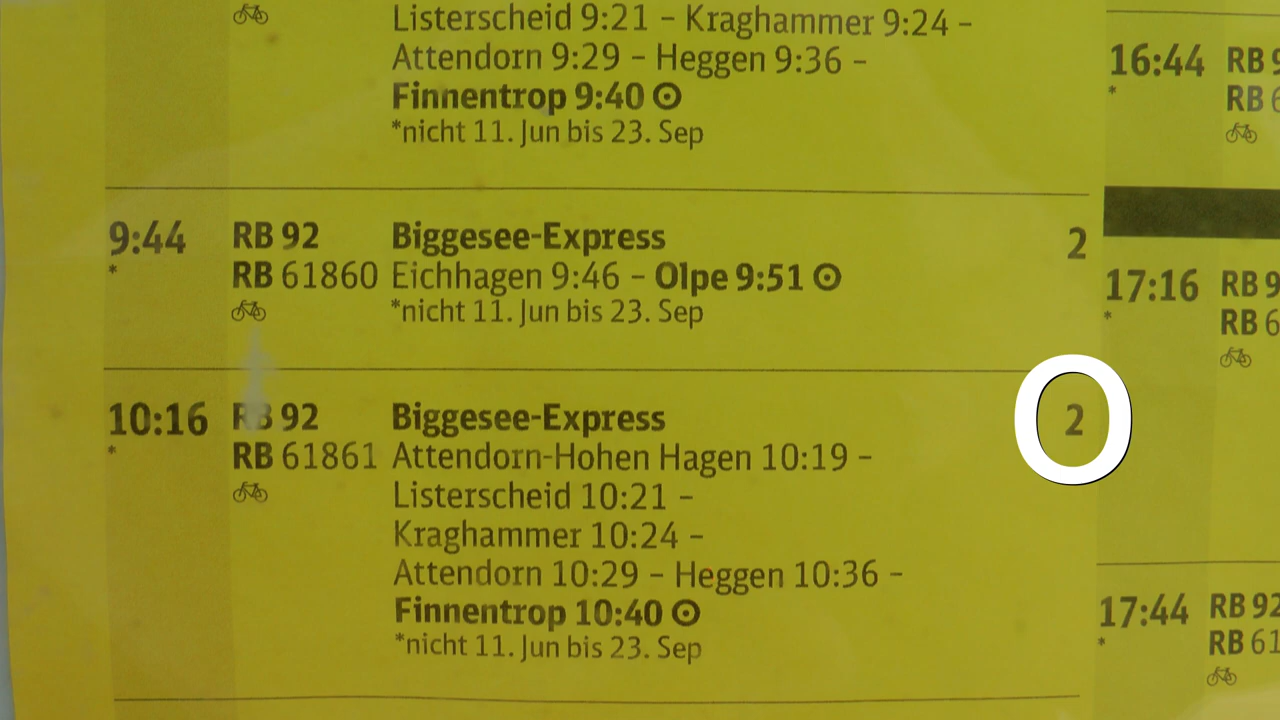 Listerscheid 9:21 – Kraghammer 9:24 –
Attendorn 9:29 – Heggen 9:36 –
Finnentrop 9:40
*nicht 11. Jun bis 23. Sep
9:44 RB 92 Biggesee-Express 2
* RB 61860 Eichhagen 9:46 – Olpe 9:51
*nicht 11. Jun bis 23. Sep
10:16 RB 92 Biggesee-Express 2
* RB 61861 Attendorn-Hohen Hagen 10:19 –
Listerscheid 10:21 –
Kraghammer 10:24 –
Attendorn 10:29 – Heggen 10:36 –
Finnentrop 10:40
*nicht 11. Jun bis 23. Sep
O
16:44 RB 9
* RB 6
17:16 RB 9
* RB 6
17:44 RB 92
* RB 61